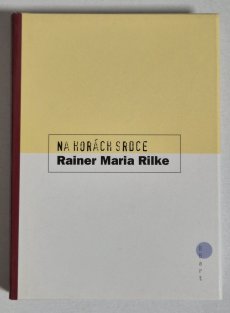 NA HORÁCH SRDCE
Rainer Maria Rilke